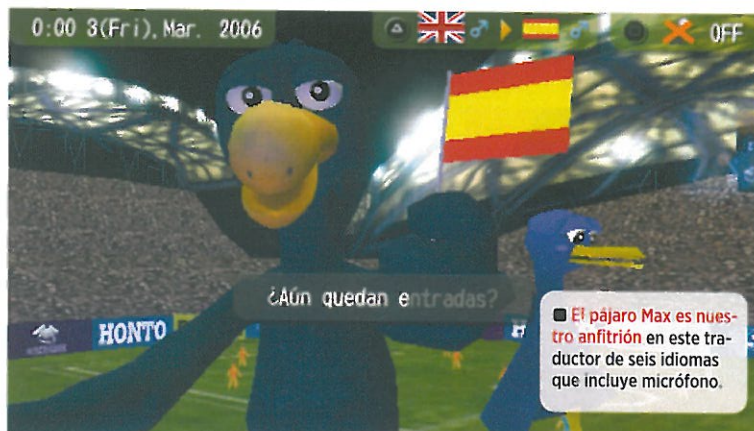 0:00 3(Fri). Mar. 2006
OFF
¿Aún quedan entradas?
HONTO
El pájaro Max es nues-
tro anfitrión en este tra-
ductor de seis idiomas
que incluye micrófono.